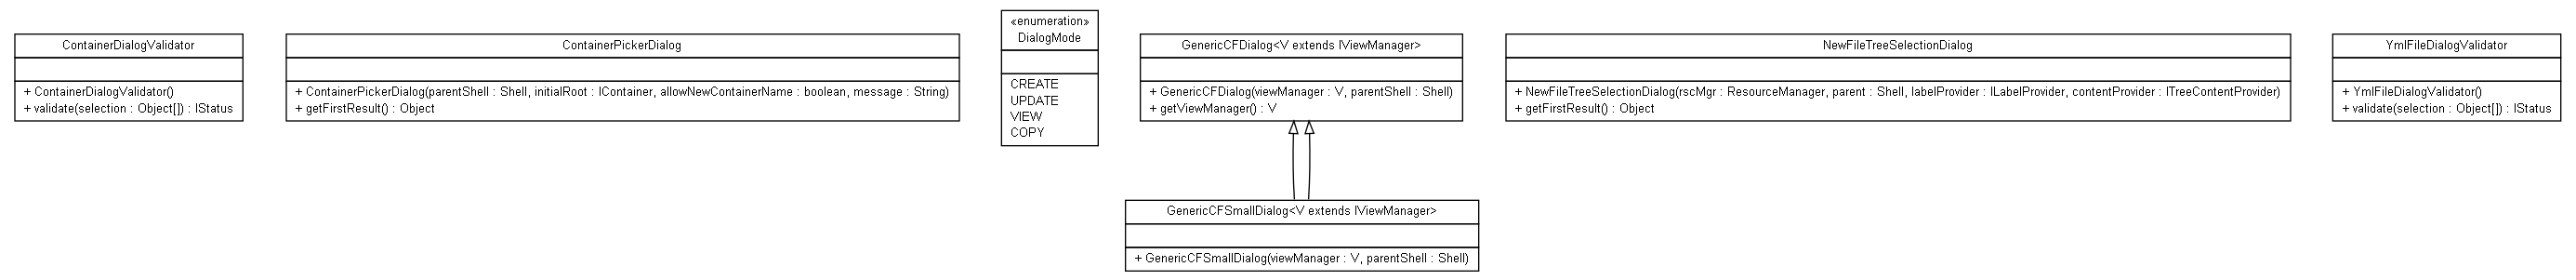 ContainerDialogValidator
+ ContainerDialogValidator()
+ validate(selection : Object[]) : IStatus
ContainerPickerDialog
+ ContainerPickerDialog(parentShell : Shell, initialRoot : IContainer, allowNewContainerName : boolean, message : String)
+ getFirstResult() : Object
«enumeration»
DialogMode
CREATE
UPDATE
VIEW
COPY
GenericCFDialog<V extends IViewManager>
+ GenericCFDialog(viewManager : V, parentShell : Shell)
+ getViewManager() : V
NewFileTreeSelectionDialog
+ NewFileTreeSelectionDialog(rscMgr : ResourceManager, parent : Shell, labelProvider : ILabelProvider, contentProvider : ITreeContentProvider)
+ getFirstResult() : Object
YmlFileDialogValidator
+ YmlFileDialogValidator()
+ validate(selection : Object[]) : IStatus
GenericCFSmallDialog<V extends IViewManager>
+ GenericCFSmallDialog(viewManager : V, parentShell : Shell)